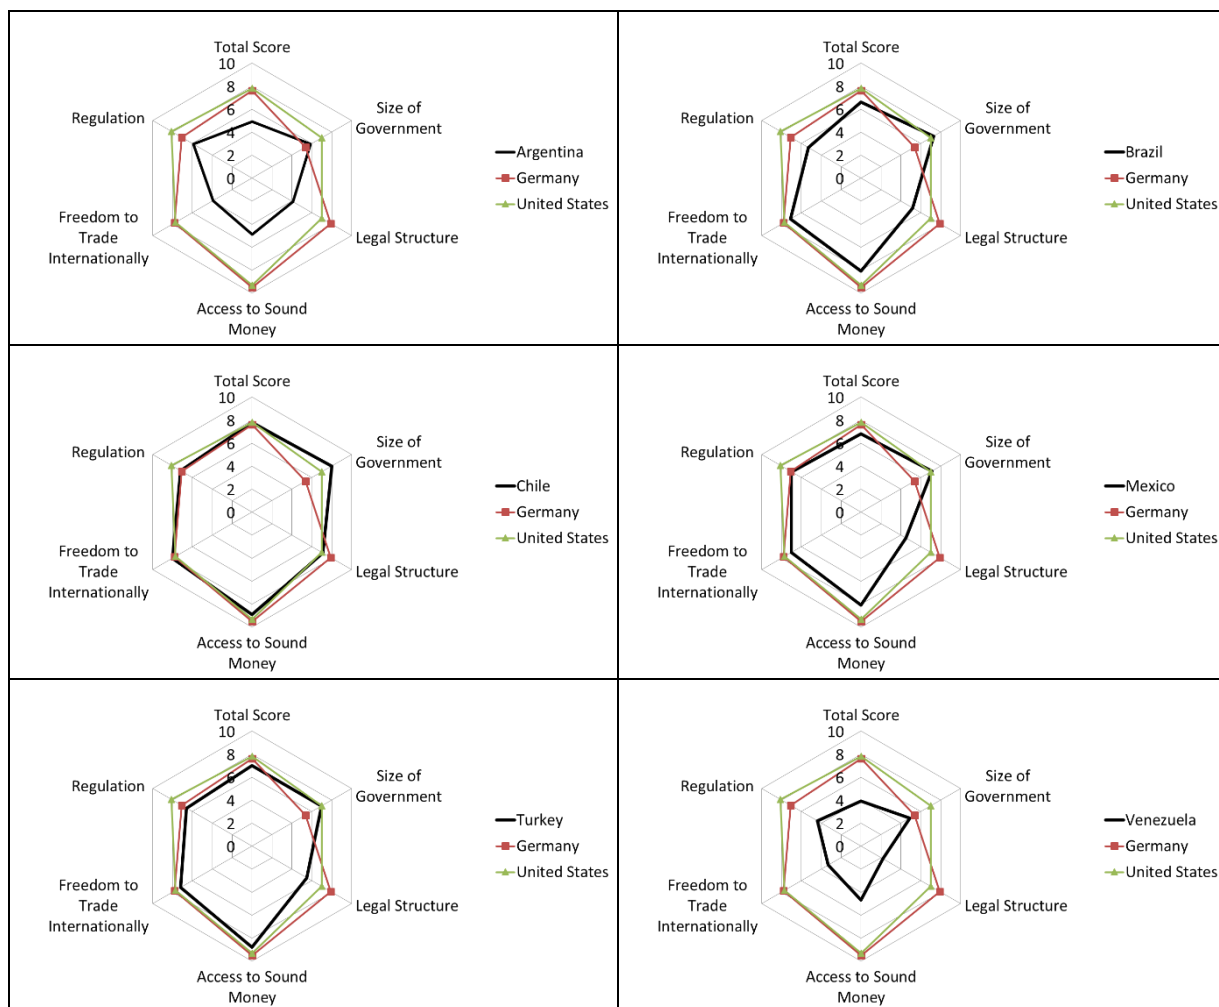 Total Score
10
8
6
4
2
0
Size of
Government
Legal Structure
Access to Sound
Money
Freedom to
Trade
Internationally
Regulation
Argentina
Germany
United States
Total Score
10
8
6
4
2
0
Size of
Government
Legal Structure
Access to Sound
Money
Freedom to
Trade
Internationally
Regulation
Brazil
Germany
United States
Total Score
10
8
6
4
2
0
Size of
Government
Legal Structure
Access to Sound
Money
Freedom to
Trade
Internationally
Regulation
Chile
Germany
United States
Total Score
10
8
6
4
2
0
Size of
Government
Legal Structure
Access to Sound
Money
Freedom to
Trade
Internationally
Regulation
Mexico
Germany
United States
Total Score
10
8
6
4
2
0
Size of
Government
Legal Structure
Access to Sound
Money
Freedom to
Trade
Internationally
Regulation
Turkey
Germany
United States
Total Score
10
8
6
4
2
0
Size of
Government
Legal Structure
Access to Sound
Money
Freedom to
Trade
Internationally
Regulation
Venezuela
Germany
United States